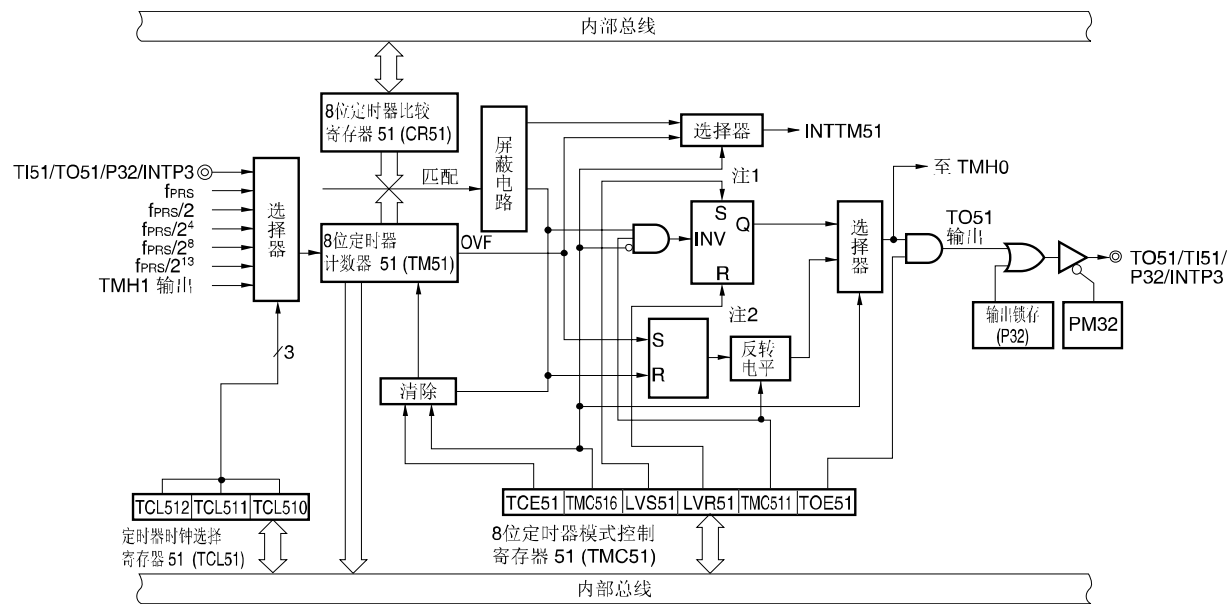 内部总线
8位定时器比较
寄存器 51 (CR51)
屏蔽电路
选择器
INTTM51
TI51/TO51/P32/INTP3
fPRS
fPRS/2
fPRS/2⁴
fPRS/2⁸
fPRS/2¹³
TMH1 输出
选择器
匹配
8位定时器
计数器 51 (TM51)
OVF
注1
S
INV
Q
R
注2
选择器
至 TMH0
TO51
输出
TO51/TI51/
P32/INTP3
输出锁存
(P32)
PM32
S
R
反转
电平
3
清除
TCL512 TCL511 TCL510
定时器时钟选择
寄存器 51 (TCL51)
TCE51 TMC516 LVS51 LVR51 TMC511 TOE51
8位定时器模式控制
寄存器 51 (TMC51)
内部总线